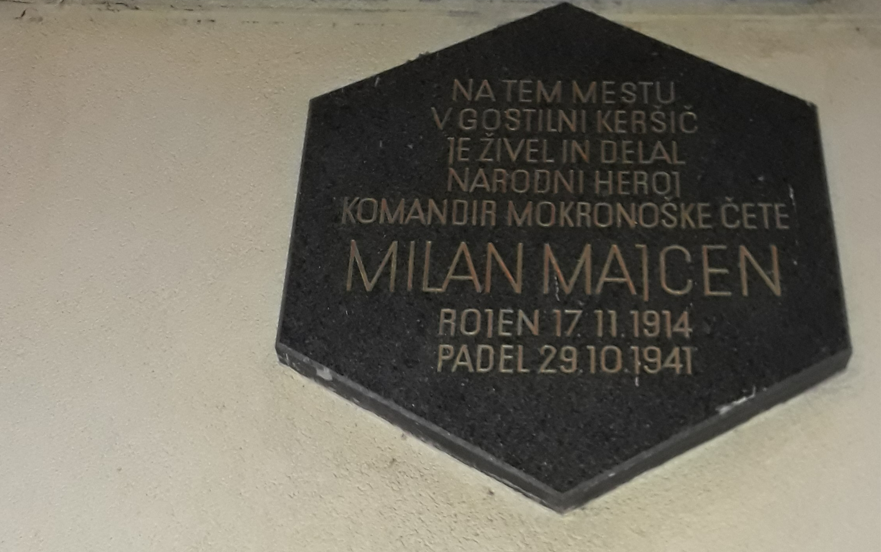 NA TEM MESTU
V GOSTILNI KERŠIČ
JE ŽIVEL IN DELAL
NARODNI HEROJ
KOMANDIR MOKRONOŠKE ČETE
MILAN MAJCEN
ROJEN 17. 11. 1914
PADEL 29.10.1941